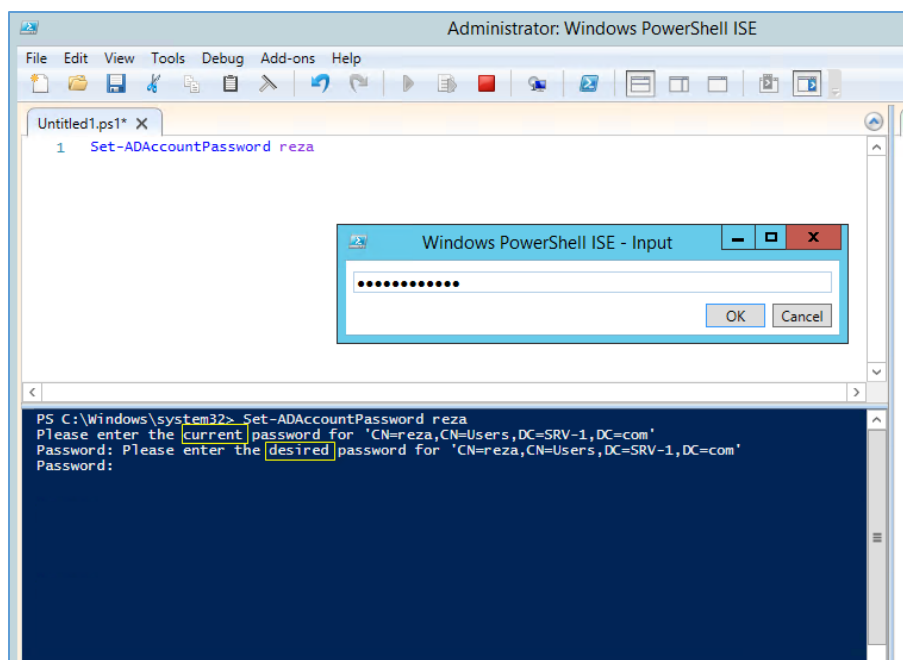 Administrator: Windows PowerShell ISE
File Edit View Tools Debug Add-ons Help
Untitled1.ps1* X
1 Set-ADAccountPassword reza
Windows PowerShell ISE - Input
●●●●●●●●●●●●
OK Cancel
PS C:\Windows\system32> Set-ADAccountPassword reza
Please enter the current password for 'CN=reza,CN=Users,DC=SRV-1,DC=com'
Password: Please enter the desired password for 'CN=reza,CN=Users,DC=SRV-1,DC=com'
Password: